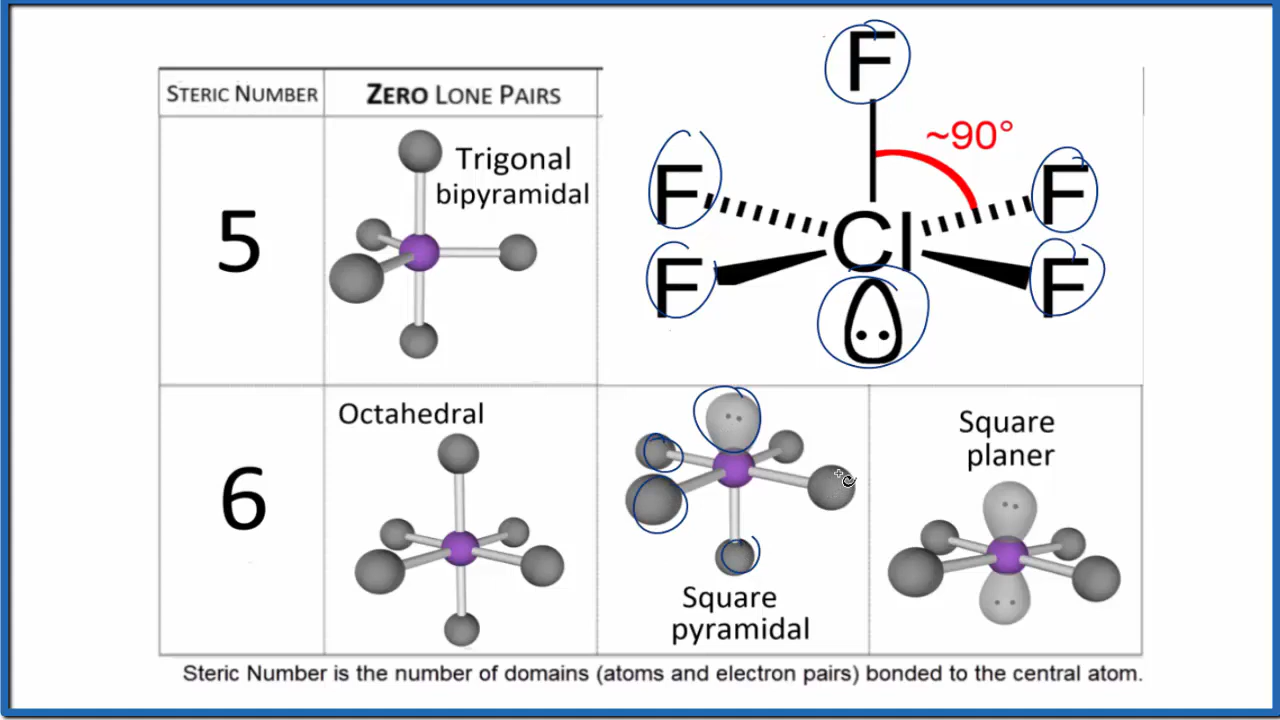 F
STERIC NUMBER
ZERO LONE PAIRS
~90°
Trigonal
bipyramidal
F
F
5
Cl
F
F
Octahedral
Square
planer
6
Square
pyramidal
Steric Number is the number of domains (atoms and electron pairs) bonded to the central atom.